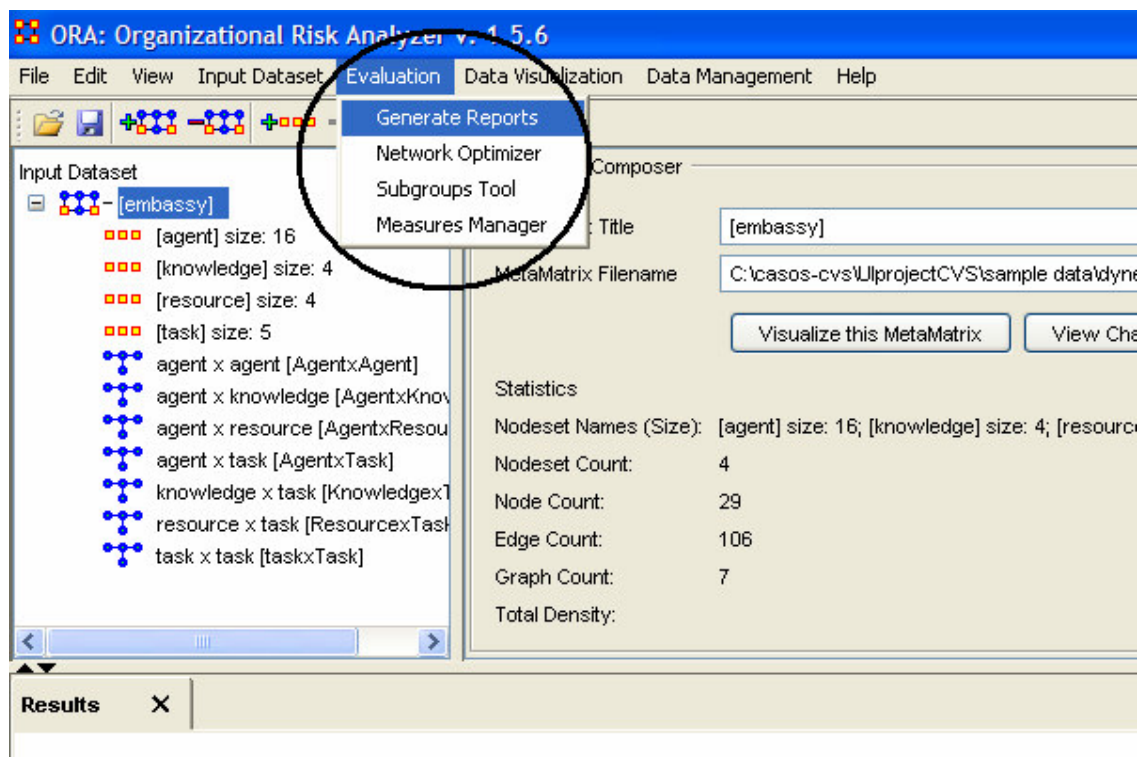 ORA: Organizational Risk Analyzer v. 1.5.6
File Edit View Input Dataset Evaluation Data Visualization Data Management Help
Generate Reports
Network Optimizer
Subgroups Tool
Measures Manager
Input Dataset
[embassy]
[agent] size: 16
[knowledge] size: 4
[resource] size: 4
[task] size: 5
agent x agent [AgentxAgent]
agent x knowledge [AgentxKnov
agent x resource [AgentxResou
agent x task [AgentxTask]
knowledge x task [KnowledgexT
resource x task [ResourcexTask
task x task [taskxTask]
Composer
Title [embassy]
MetaMatrix Filename C:\casos-cvs\UIprojectCVS\sample data\dyne
Visualize this MetaMatrix View Cha
Statistics
Nodeset Names (Size): [agent] size: 16; [knowledge] size: 4; [resourc
Nodeset Count: 4
Node Count: 29
Edge Count: 106
Graph Count: 7
Total Density:
Results X